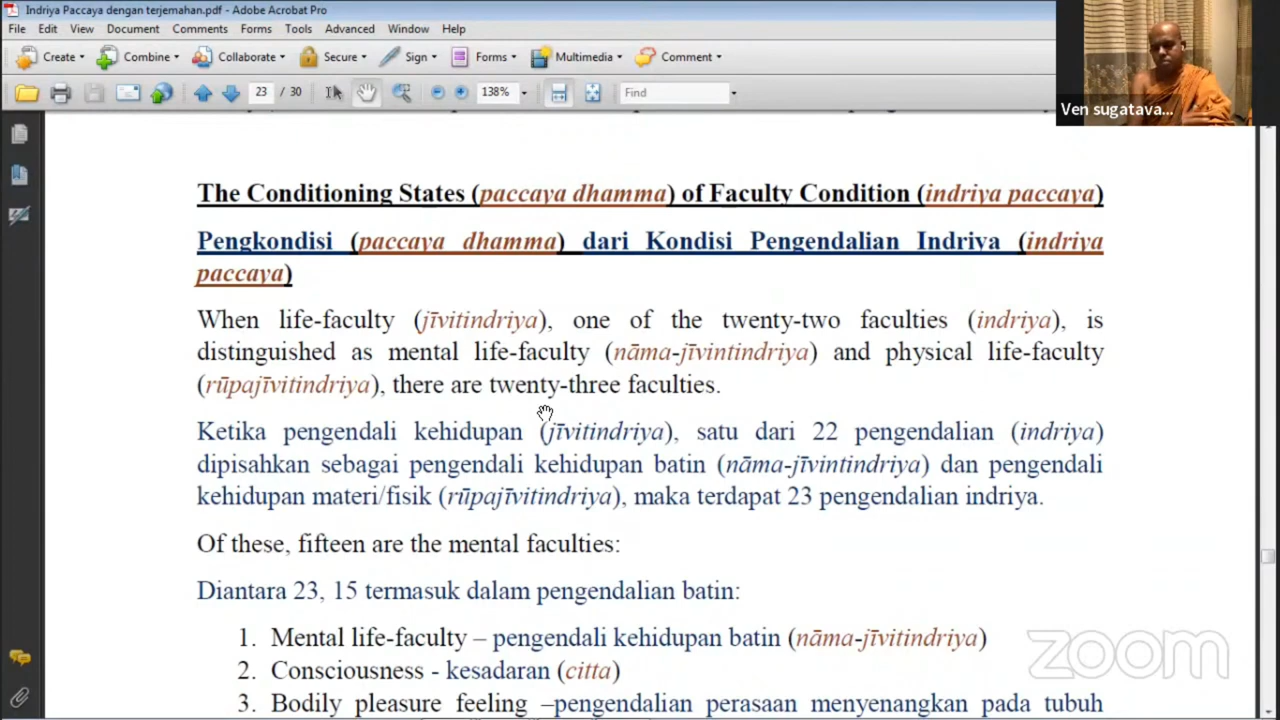 Indriya Paccaya dengan terjemahan.pdf - Adobe Acrobat Pro
File Edit View Document Comments Forms Tools Advanced Window Help
Create Combine Collaborate Secure Sign Forms Multimedia Comment
23 / 30 138% Find
Ven sugatava...
The Conditioning States (paccaya dhamma) of Faculty Condition (indriya paccaya)
Pengkondisi (paccaya dhamma) dari Kondisi Pengendalian Indriya (indriya
paccaya)
When life-faculty (jīvitindriya), one of the twenty-two faculties (indriya), is
distinguished as mental life-faculty (nāma-jīvintindriya) and physical life-faculty
(rūpajīvitindriya), there are twenty-three faculties.
Ketika pengendali kehidupan (jīvitindriya), satu dari 22 pengendalian (indriya)
dipisahkan sebagai pengendali kehidupan batin (nāma-jīvintindriya) dan pengendali
kehidupan materi/fisik (rūpajīvitindriya), maka terdapat 23 pengendalian indriya.
Of these, fifteen are the mental faculties:
Diantara 23, 15 termasuk dalam pengendalian batin:
1. Mental life-faculty – pengendali kehidupan batin (nāma-jīvitindriya)
2. Consciousness - kesadaran (citta)
3. Bodily pleasure feeling –pengendalian perasaan menyenangkan pada tubuh
zoom